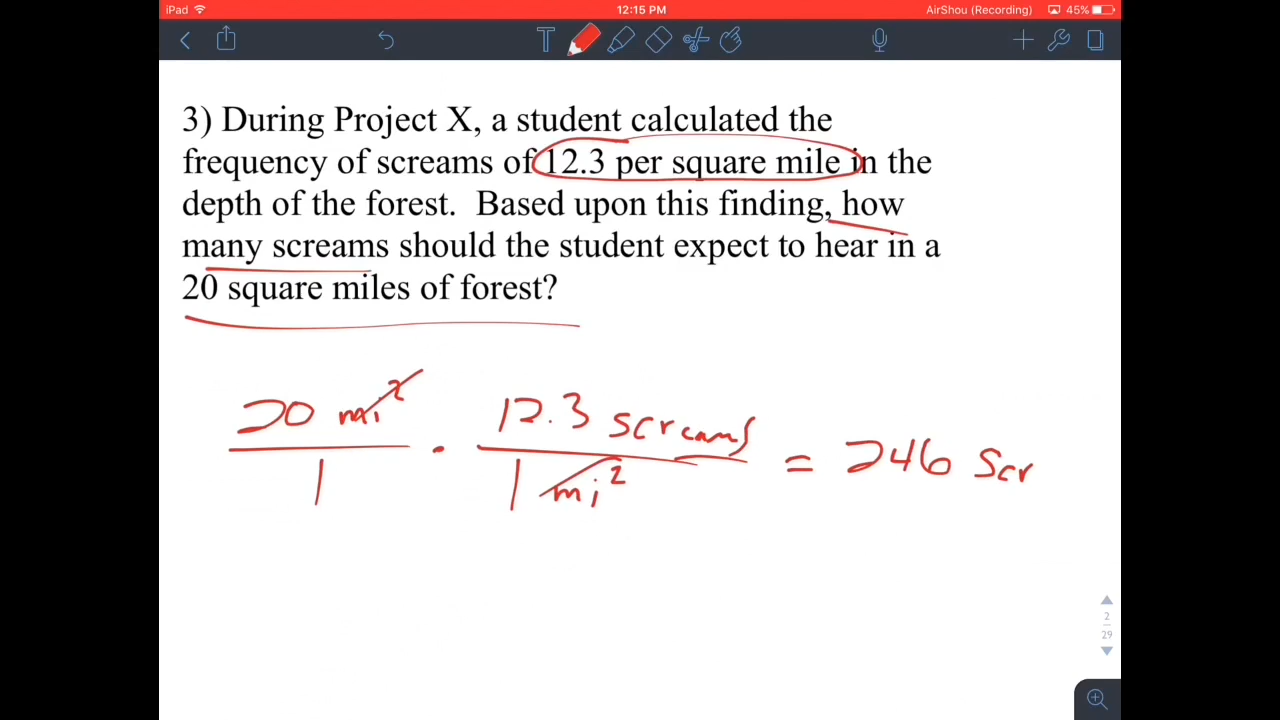 iPad 12:15 PM AirShou (Recording) 45%
T
3) During Project X, a student calculated the
frequency of screams of 12.3 per square mile in the
depth of the forest. Based upon this finding, how
many screams should the student expect to hear in a
20 square miles of forest?
20 mi² · 12.3 screams = 246 Scr
1 1 mi²
2
29